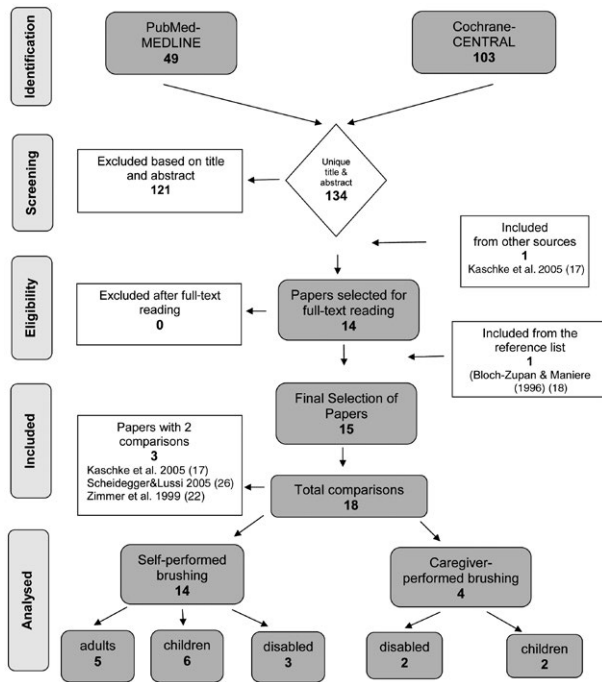 Identification
PubMed-
MEDLINE
49
Cochrane-
CENTRAL
103
Screening
Excluded based on title
and abstract
121
Unique
title &
abstract
134
Included
from other sources
1
Kaschke et al. 2005 (17)
Eligibility
Excluded after full-text
reading
0
Papers selected for
full-text reading
14
Included from the
reference list
1
(Bloch-Zupan & Maniere
(1996) (18)
Included
Final Selection of
Papers
15
Papers with 2
comparisons
3
Kaschke et al. 2005 (17)
Scheidegger&Lussi 2005 (26)
Zimmer et al. 1999 (22)
Total comparisons
18
Analysed
Self-performed
brushing
14
Caregiver-
performed brushing
4
adults
5
children
6
disabled
3
disabled
2
children
2